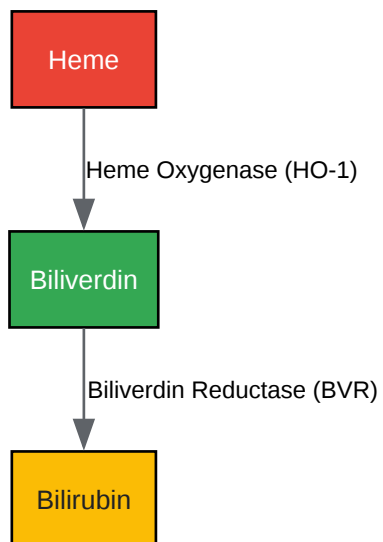 Heme
Heme Oxygenase (HO-1)
Biliverdin
Biliverdin Reductase (BVR)
Bilirubin